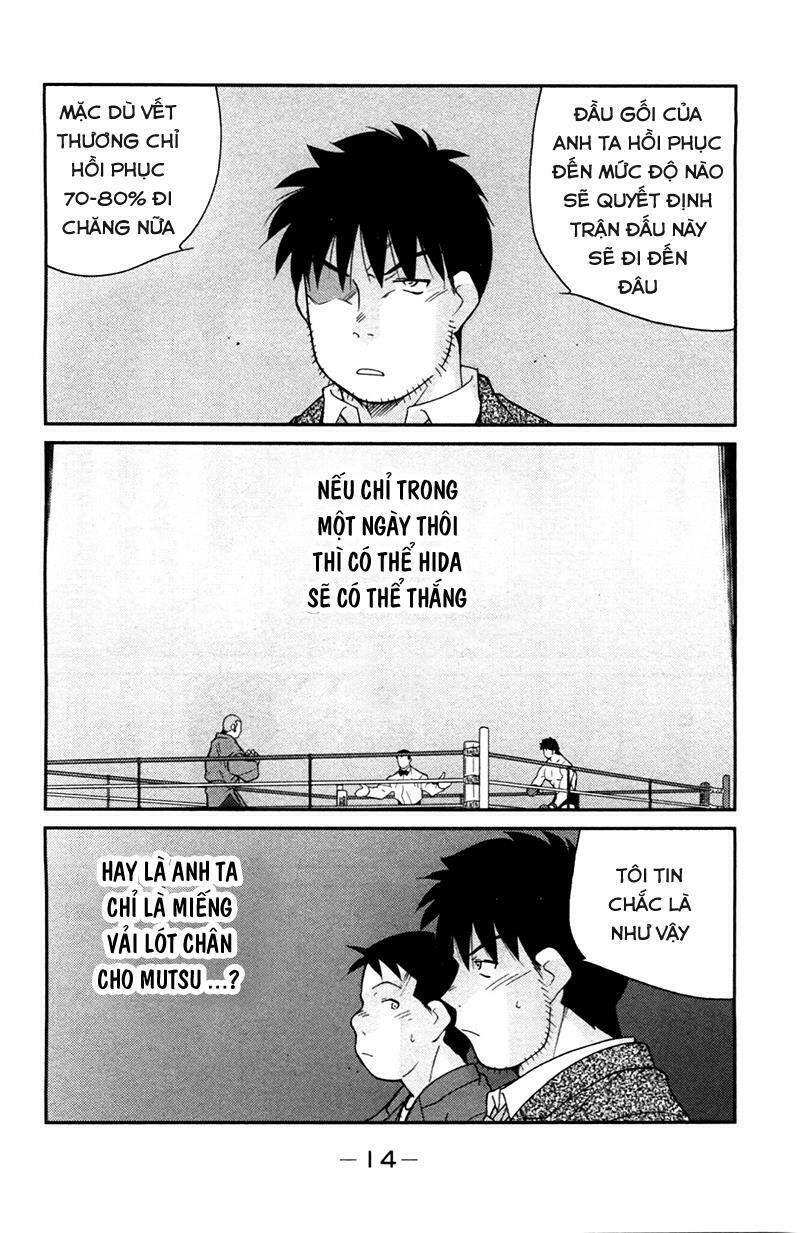 ĐẦU GỐI CỦA
ANH TA HỒI PHỤC
ĐẾN MỨC ĐỘ NÀO
SẼ QUYẾT ĐỊNH
TRẬN ĐẤU NÀY
SẼ ĐI ĐẾN
ĐÂU
MẶC DÙ VẾT
THƯƠNG CHỈ
HỒI PHỤC
70-80% ĐI
CHĂNG NỮA
NẾU CHỈ TRONG
MỘT NGÀY THÔI
THÌ CÓ THỂ HIDA
SẼ CÓ THỂ THẮNG
TÔI TIN
CHẮC LÀ
NHƯ VẬY
HAY LÀ ANH TA
CHỈ LÀ MIẾNG
VẢI LÓT CHÂN
CHO MUTSU ...?
— 14 —